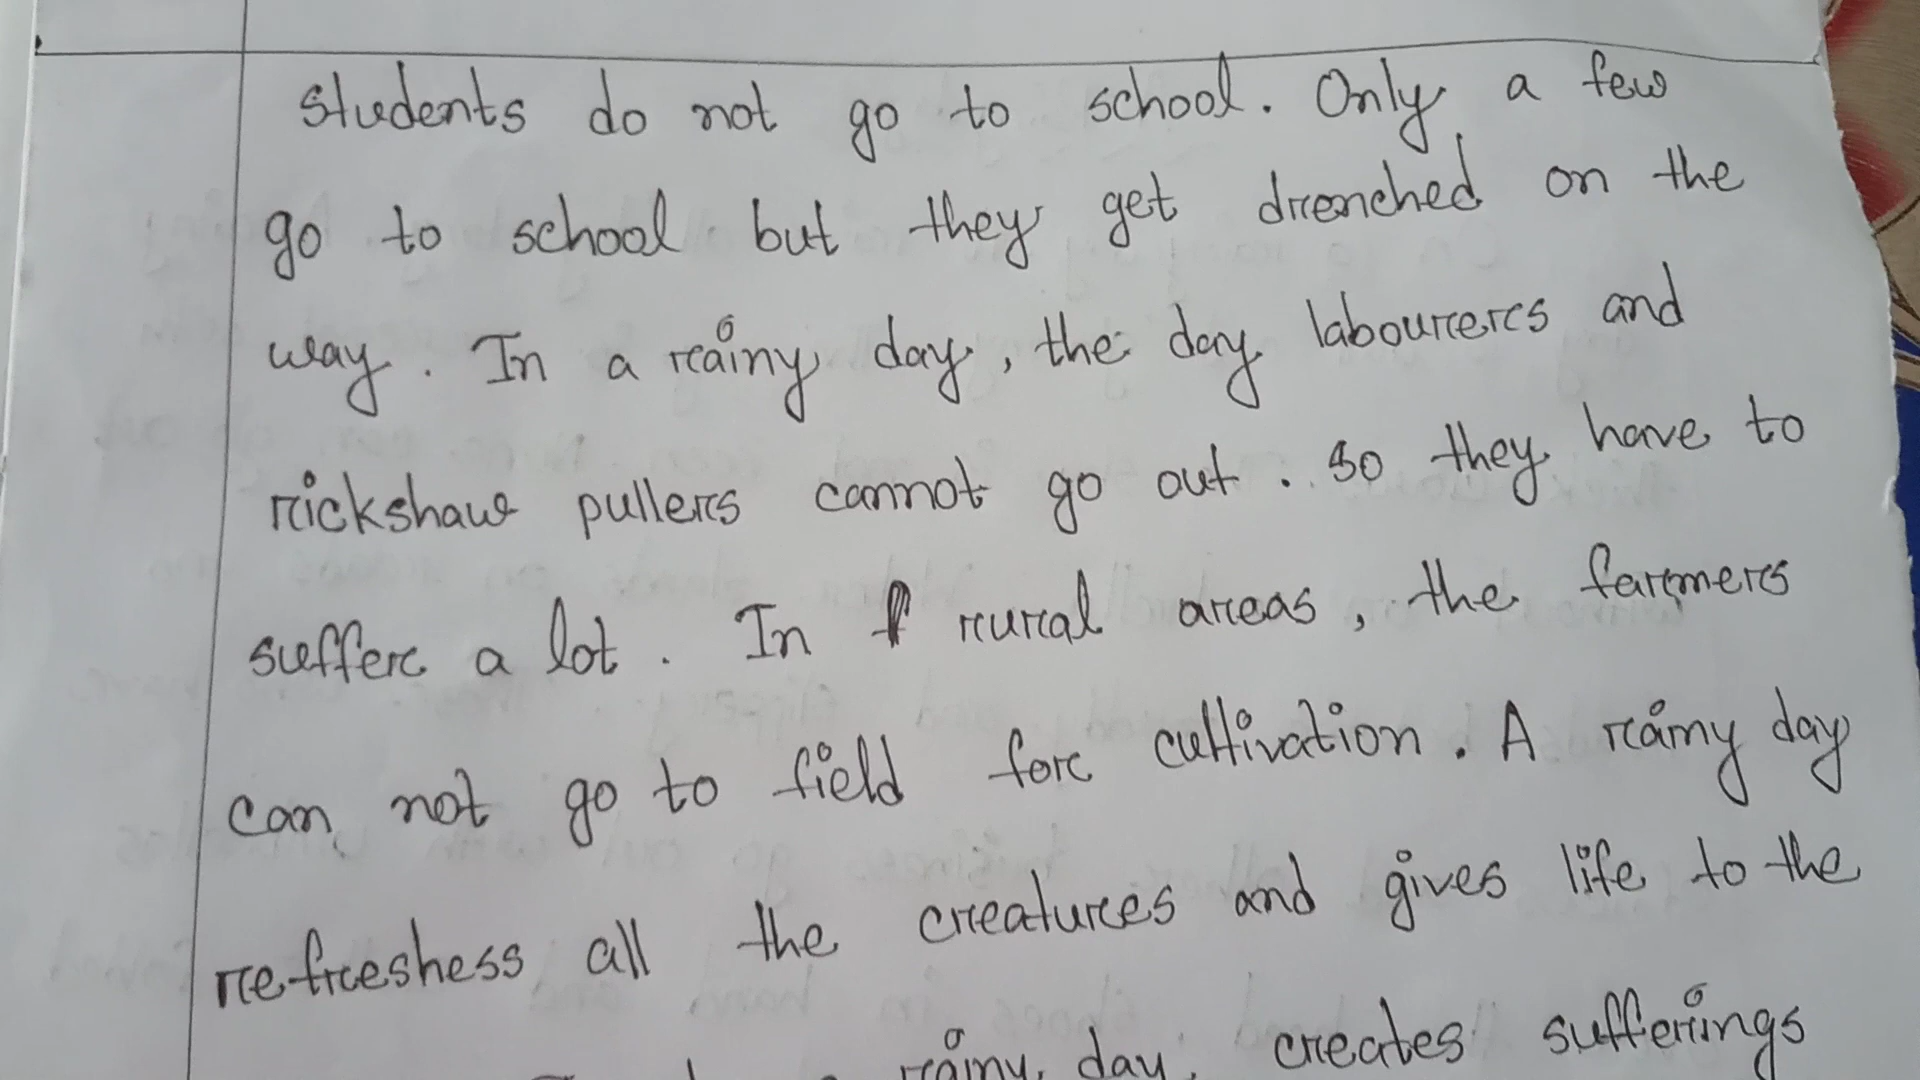 students do not go to school. Only a few
go to school but they get drenched on the
way. In a rainy day, the day labourers and
rickshaw pullers cannot go out. So they have to
suffer a lot. In rural areas, the farmers
can not go to field for cultivation. A rainy day
refreshess all the creatures and gives life to the
rainy day creates sufferings